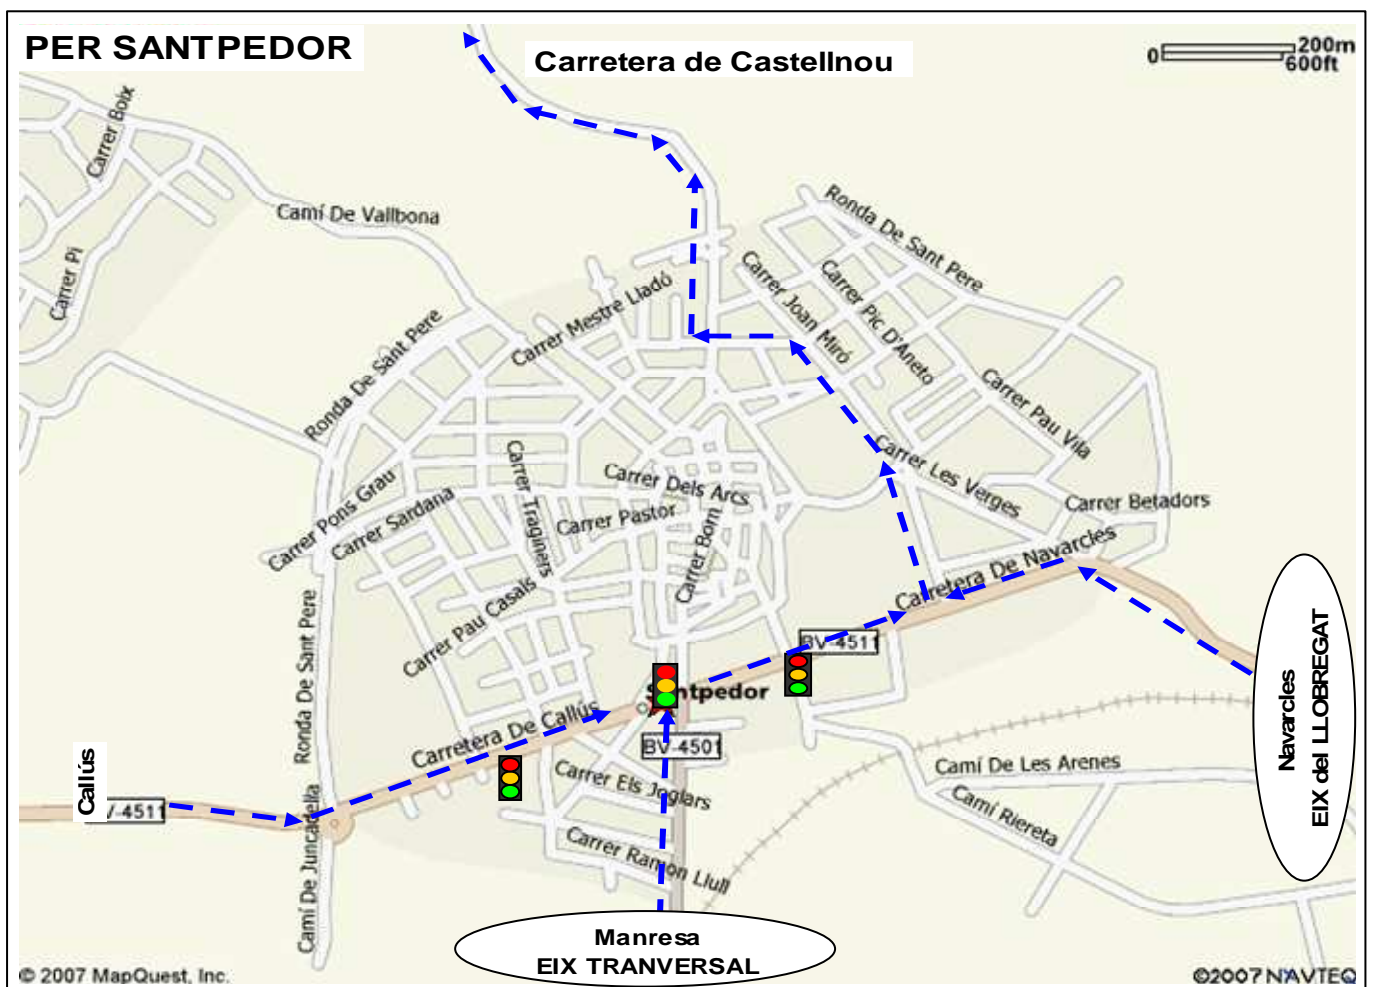 PER SANTPEDOR
Carretera de Castellnou
0
200m
600ft
Carrer Boix
Camí De Vallbona
Carrer Pi
Ronda De Sant Pere
Carrer Mestre Lladó
Carrer Joan Miró
Carrer Pic D'Aneto
Ronda De Sant Pere
Carrer Pau Vila
Carrer Les Verges
Carrer Betadors
Carrer Pons Grau
Carrer Sardana
Carrer Traginers
Carrer Dels Arcs
Carrer Pastor
Carrer Born
Carrer Pau Casals
Carretera De Navarcles
BV-4511
Ronda De Sant Pere
Carretera De Callús
Santpedor
BV-4501
Callús
V-4511
Camí De Juncadella
Carrer Els Joglars
Carrer Ramon Llull
Camí De Les Arenes
Camí Riereta
Navarcles
EIX del LLOBREGAT
Manresa
EIX TRANVERSAL
© 2007 MapQuest, Inc.
©2007 NAVTEQ